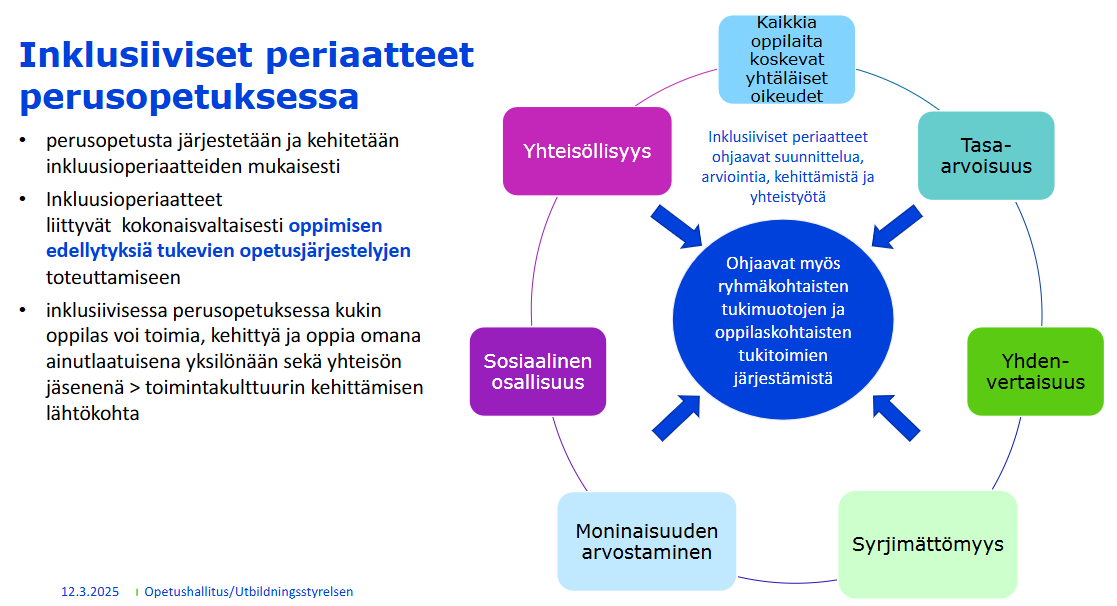 Inklusiiviset periaatteet
perusopetuksessa
• perusopetusta järjestetään ja kehitetään
inkluusioperiaatteiden mukaisesti
• Inkluusioperiaatteet
liittyvät kokonaisvaltaisesti oppimisen
edellytyksiä tukevien opetusjärjestelyjen
toteuttamiseen
• inklusiivisessa perusopetuksessa kukin
oppilas voi toimia, kehittyä ja oppia omana
ainutlaatuisena yksilönään sekä yhteisön
jäsenenä > toimintakulttuurin kehittämisen
lähtökohta
Kaikkia
oppilaita
koskevat
yhtäläiset
oikeudet
Tasa-
arvoisuus
Yhden-
vertaisuus
Syrjimättömyys
Moninaisuuden
arvostaminen
Sosiaalinen
osallisuus
Yhteisöllisyys
Inklusiiviset periaatteet
ohjaavat suunnittelua,
arviointia, kehittämistä ja
yhteistyötä
Ohjaavat myös
ryhmäkohtaisten
tukimuotojen ja
oppilaskohtaisten
tukitoimien
järjestämistä
12.3.2025 | Opetushallitus/Utbildningsstyrelsen